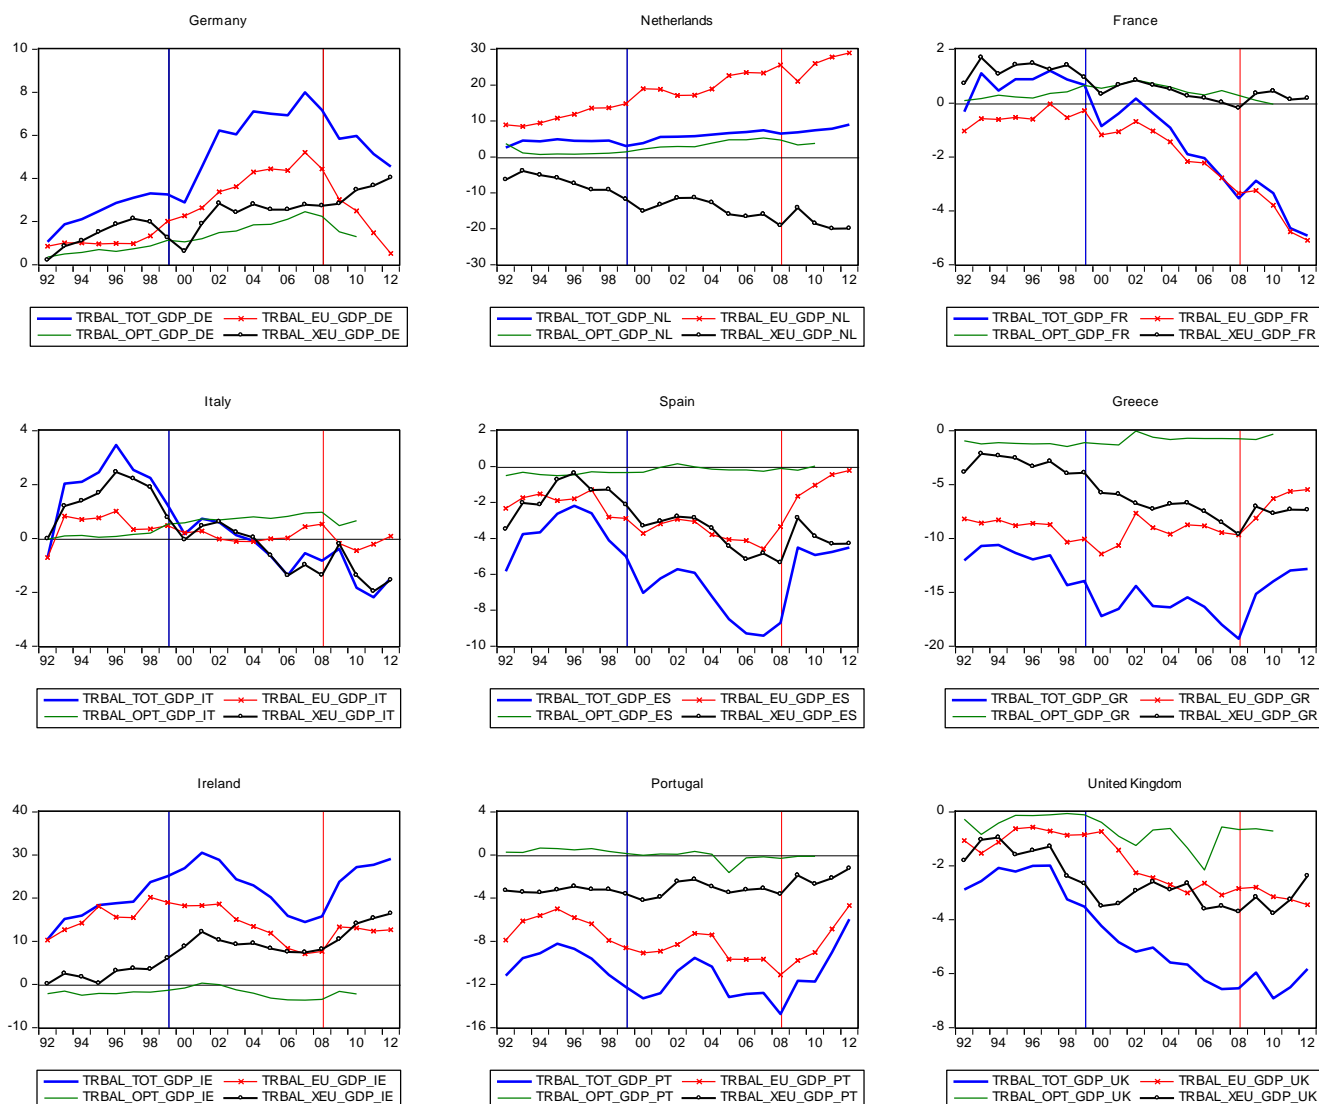 Germany
10
8
6
4
2
0
92 94 96 98 00 02 04 06 08 10 12
TRBAL_TOT_GDP_DE TRBAL_EU_GDP_DE
TRBAL_OPT_GDP_DE TRBAL_XEU_GDP_DE
Netherlands
30
20
10
0
-10
-20
-30
92 94 96 98 00 02 04 06 08 10 12
TRBAL_TOT_GDP_NL TRBAL_EU_GDP_NL
TRBAL_OPT_GDP_NL TRBAL_XEU_GDP_NL
France
2
0
-2
-4
-6
92 94 96 98 00 02 04 06 08 10 12
TRBAL_TOT_GDP_FR TRBAL_EU_GDP_FR
TRBAL_OPT_GDP_FR TRBAL_XEU_GDP_FR
Italy
4
2
0
-2
-4
92 94 96 98 00 02 04 06 08 10 12
TRBAL_TOT_GDP_IT TRBAL_EU_GDP_IT
TRBAL_OPT_GDP_IT TRBAL_XEU_GDP_IT
Spain
2
0
-2
-4
-6
-8
-10
92 94 96 98 00 02 04 06 08 10 12
TRBAL_TOT_GDP_ES TRBAL_EU_GDP_ES
TRBAL_OPT_GDP_ES TRBAL_XEU_GDP_ES
Greece
0
-5
-10
-15
-20
92 94 96 98 00 02 04 06 08 10 12
TRBAL_TOT_GDP_GR TRBAL_EU_GDP_GR
TRBAL_OPT_GDP_GR TRBAL_XEU_GDP_GR
Ireland
40
30
20
10
0
-10
92 94 96 98 00 02 04 06 08 10 12
TRBAL_TOT_GDP_IE TRBAL_EU_GDP_IE
TRBAL_OPT_GDP_IE TRBAL_XEU_GDP_IE
Portugal
4
0
-4
-8
-12
-16
92 94 96 98 00 02 04 06 08 10 12
TRBAL_TOT_GDP_PT TRBAL_EU_GDP_PT
TRBAL_OPT_GDP_PT TRBAL_XEU_GDP_PT
United Kingdom
0
-2
-4
-6
-8
92 94 96 98 00 02 04 06 08 10 12
TRBAL_TOT_GDP_UK TRBAL_EU_GDP_UK
TRBAL_OPT_GDP_UK TRBAL_XEU_GDP_UK